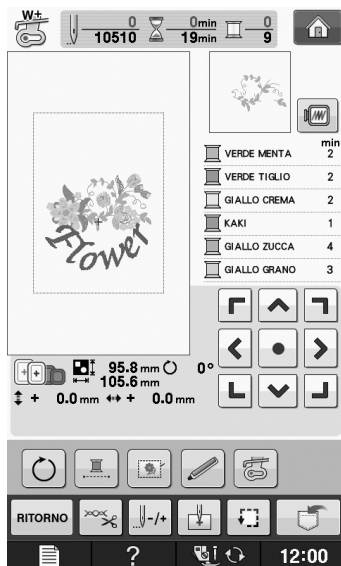 W+
0 0min 0
10510 19min 9
min
VERDE MENTA 2
VERDE TIGLIO 2
GIALLO CREMA 2
KAKI 1
GIALLO ZUCCA 4
GIALLO GRANO 3
Flower
95.8 mm 0°
105.6 mm
+ 0.0 mm + 0.0 mm
RITORNO -/+
? i 12:00